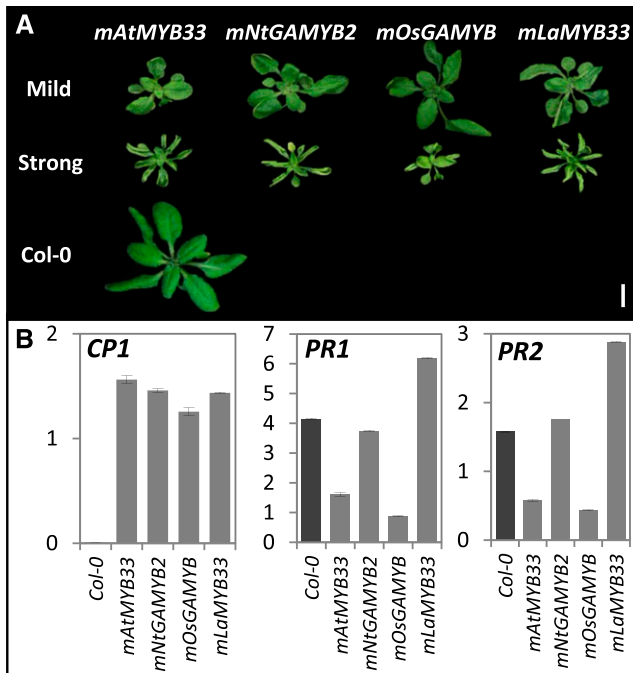 A
mAtMYB33 mNtGAMYB2 mOsGAMYB mLaMYB33
Mild
Strong
Col-0
B
CP1
2
1
0
Col-0
mAtMYB33
mNtGAMYB2
mOsGAMYB
mLaMYB33
PR1
7
6
5
4
3
2
1
0
Col-0
mAtMYB33
mNtGAMYB2
mOsGAMYB
mLaMYB33
PR2
3
2
1
0
Col-0
mAtMYB33
mNtGAMYB2
mOsGAMYB
mLaMYB33